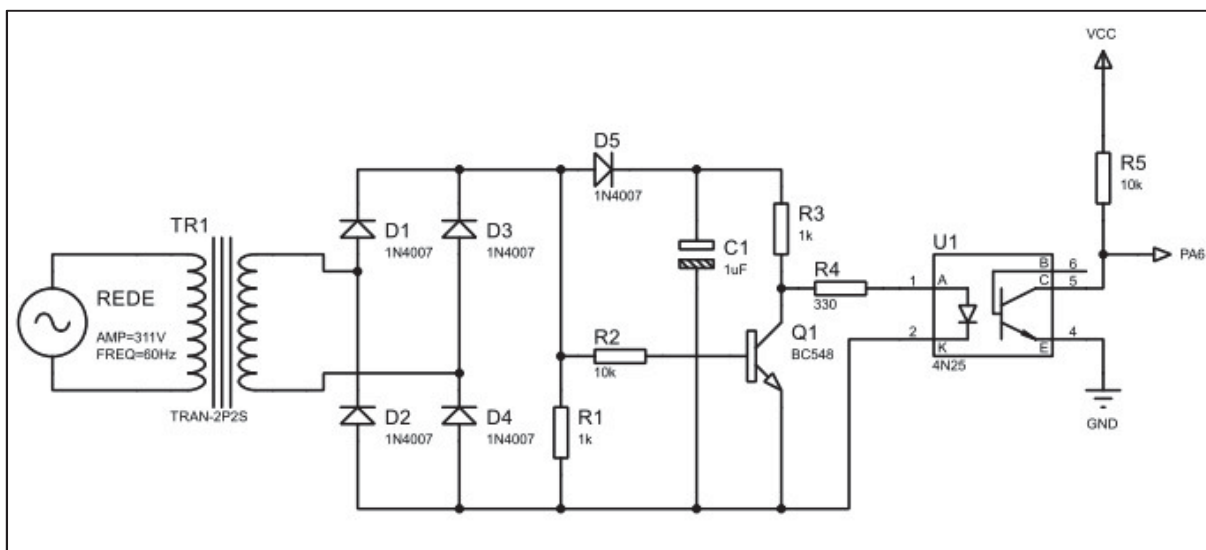 VCC
D5
1N4007
R5
10k
TR1
D1
1N4007
D3
1N4007
R3
1k
C1
1uF
U1
PA6
REDE
AMP=311V
FREQ=60Hz
R4
330
1
A
B
6
C
5
2
K
E
4
4N25
R2
10k
Q1
BC548
TRAN-2P2S
D2
1N4007
D4
1N4007
R1
1k
GND